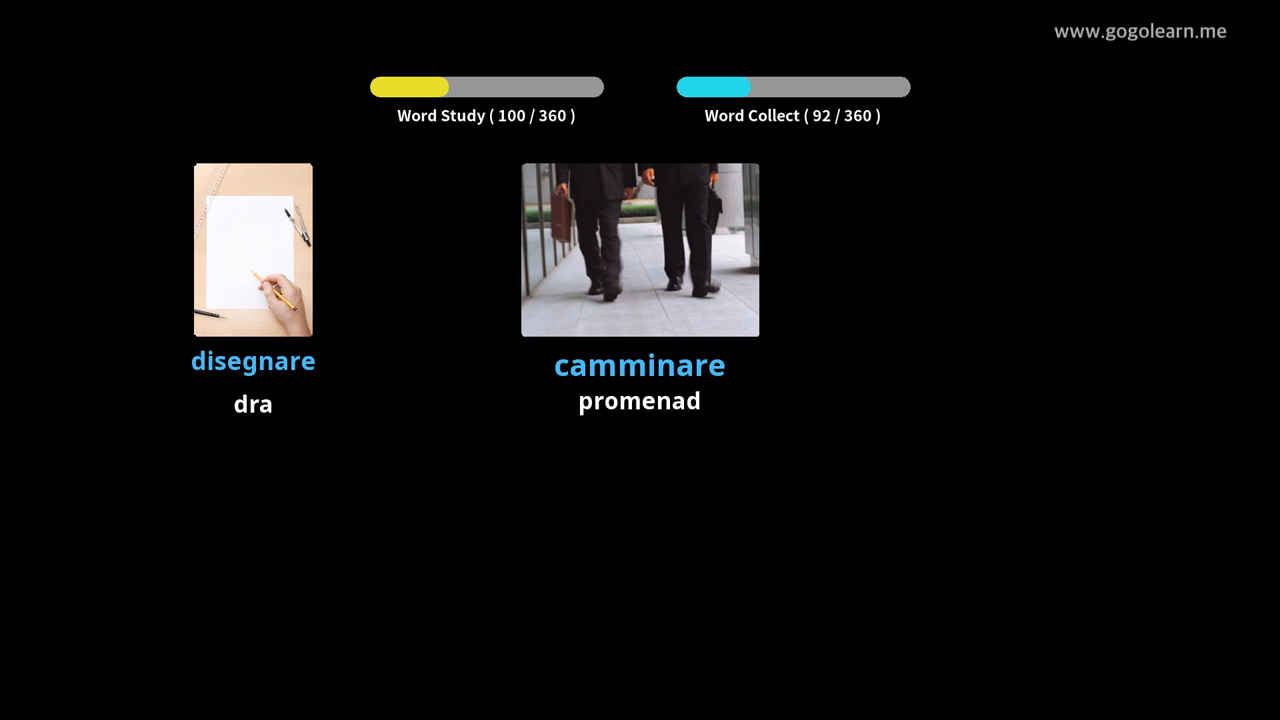 www.gogolearn.me
Word Study ( 100 / 360 )
Word Collect ( 92 / 360 )
disegnare
dra
camminare
promenad